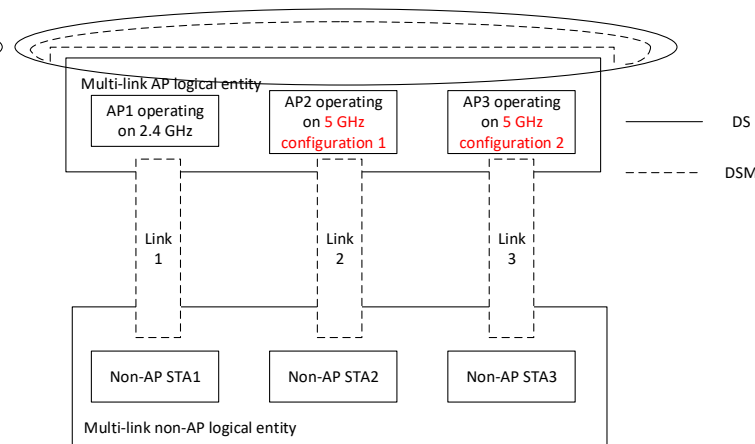 Multi-link AP logical entity
AP1 operating
on 2.4 GHz
AP2 operating
on 5 GHz
configuration 1
AP3 operating
on 5 GHz
configuration 2
DS
DSM
Link
1
Link
2
Link
3
Non-AP STA1
Non-AP STA2
Non-AP STA3
Multi-link non-AP logical entity